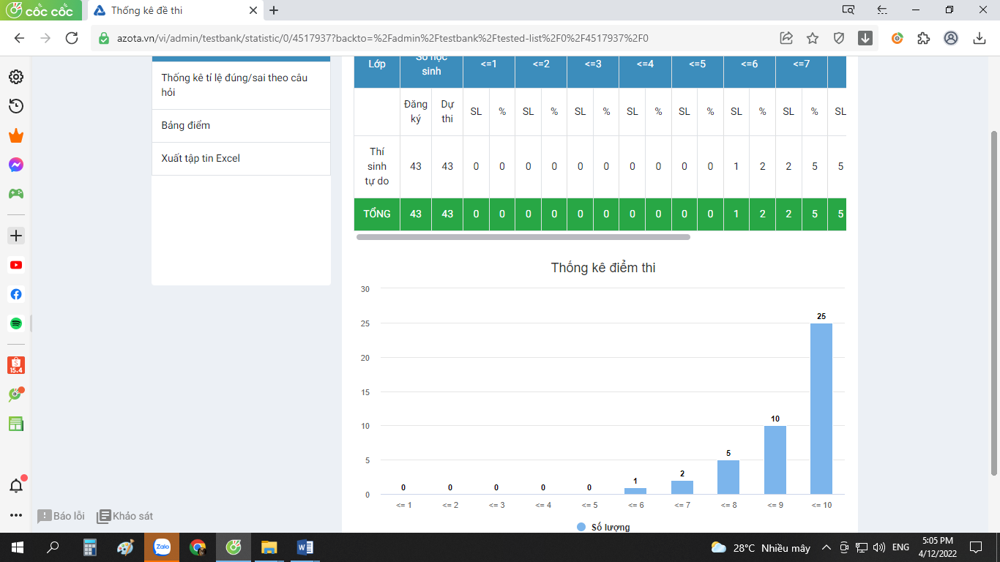 cốc cốc
Thống kê đề thi
azota.vn/vi/admin/testbank/statistic/0/4517937?backto=%2Fadmin%2Ftestbank%2Ftested-list%2F0%2F4517937%2F0
Thống kê tỉ lệ đúng/sai theo câu
hỏi
Bảng điểm
Xuất tập tin Excel
Lớp Số học
sinh <=1 <=2 <=3 <=4 <=5 <=6 <=7
Đăng
ký Dự
thi SL % SL % SL % SL % SL % SL % SL % SL
Thí
sinh
tự do 43 43 0 0 0 0 0 0 0 0 0 0 1 2 2 5 5
TỔNG 43 43 0 0 0 0 0 0 0 0 0 0 1 2 2 5 5
Thống kê điểm thi
30
25
20
15
10
5
0
0 0 0 0 0 1 2 5 10 25
<= 1 <= 2 <= 3 <= 4 <= 5 <= 6 <= 7 <= 8 <= 9 <= 10
Số lượng
15.4
Báo lỗi Khảo sát
Zalo
28°C Nhiều mây
ENG
5:05 PM
4/12/2022